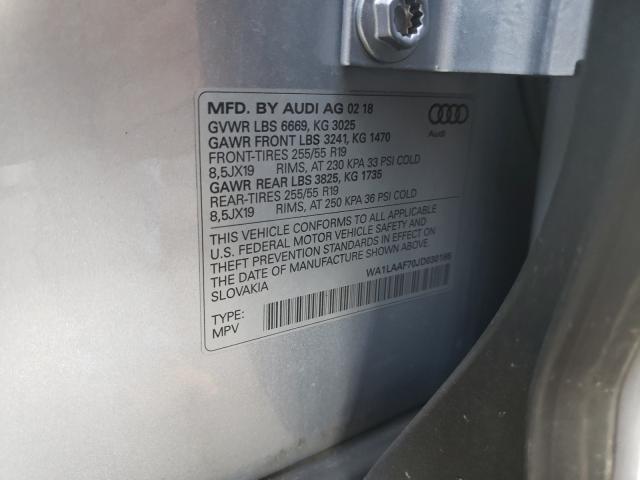 MFD. BY AUDI AG 02 18
GVWR LBS 6669, KG 3025
GAWR FRONT LBS 3241, KG 1470
FRONT-TIRES 255/55 R19
8,5JX19 RIMS, AT 230 KPA 33 PSI COLD
GAWR REAR LBS 3825, KG 1735
REAR-TIRES 255/55 R19
8,5JX19 RIMS, AT 250 KPA 36 PSI COLD
Audi
THIS VEHICLE CONFORMS TO ALL APPLICABLE
U.S. FEDERAL MOTOR VEHICLE SAFETY AND
THEFT PREVENTION STANDARDS IN EFFECT ON
THE DATE OF MANUFACTURE SHOWN ABOVE.
SLOVAKIA
WA1LAAF70JD030185
TYPE:
MPV